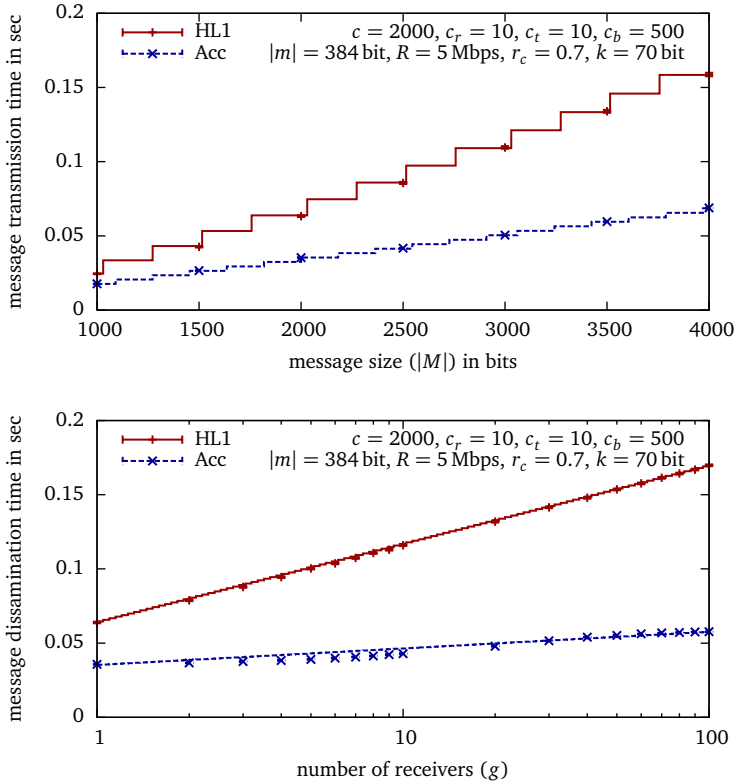 0.2
HL1
c = 2000, c_r = 10, c_t = 10, c_b = 500
Acc
|m| = 384 bit, R = 5 Mbps, r_c = 0.7, k = 70 bit
0.15
0.1
0.05
0
message transmission time in sec
1000 1500 2000 2500 3000 3500 4000
message size (|M|) in bits
0.2
HL1
c = 2000, c_r = 10, c_t = 10, c_b = 500
Acc
|m| = 384 bit, R = 5 Mbps, r_c = 0.7, k = 70 bit
0.15
0.1
0.05
0
message dissamination time in sec
1 10 100
number of receivers (g)